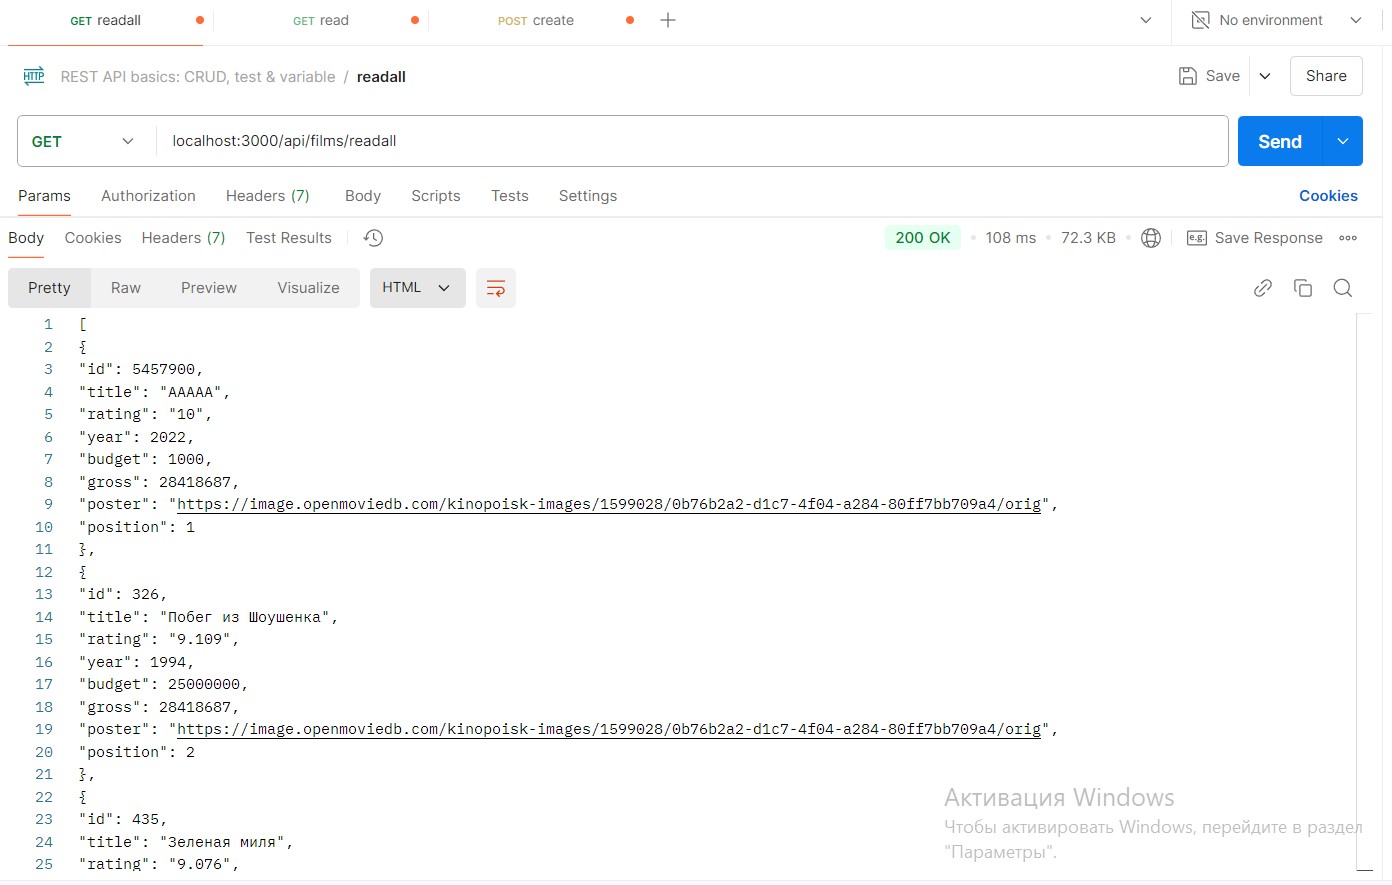 GET readall GET read POST create No environment
HTTP REST API basics: CRUD, test & variable / readall Save Share
GET localhost:3000/api/films/readall Send
Params Authorization Headers (7) Body Scripts Tests Settings Cookies
Body Cookies Headers (7) Test Results 200 OK 108 ms 72.3 KB e.g. Save Response
Pretty Raw Preview Visualize HTML
1 [
2 {
3 "id": 5457900,
4 "title": "AAAAA",
5 "rating": "10",
6 "year": 2022,
7 "budget": 1000,
8 "gross": 28418687,
9 "poster": "https://image.openmoviedb.com/kinopoisk-images/1599028/0b76b2a2-d1c7-4f04-a284-80ff7bb709a4/orig",
10 "position": 1
11 },
12 {
13 "id": 326,
14 "title": "Побег из Шоушенка",
15 "rating": "9.109",
16 "year": 1994,
17 "budget": 25000000,
18 "gross": 28418687,
19 "poster": "https://image.openmoviedb.com/kinopoisk-images/1599028/0b76b2a2-d1c7-4f04-a284-80ff7bb709a4/orig",
20 "position": 2
21 },
22 {
23 "id": 435,
24 "title": "Зеленая миля",
25 "rating": "9.076",
Активация Windows
Чтобы активировать Windows, перейдите в раздел
"Параметры".